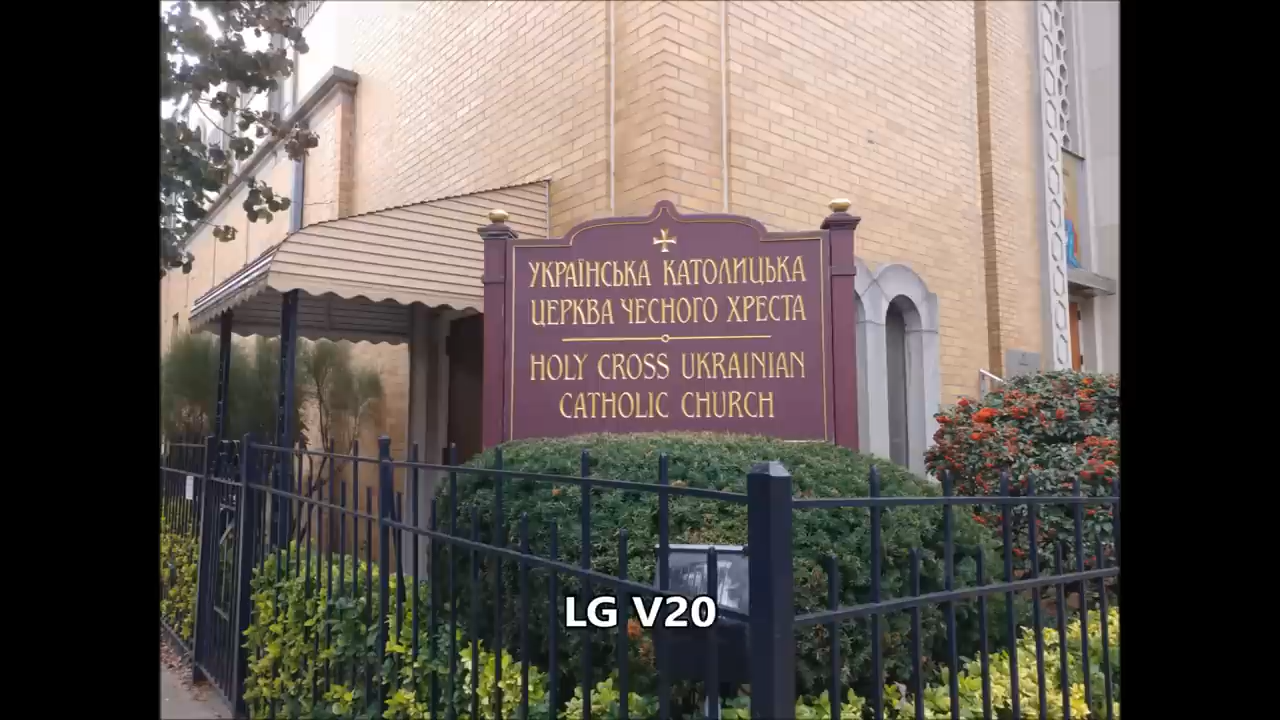 УКРАЇНСЬКА КАТОЛИЦЬКА
ЦЕРКВА ЧЕСНОГО ХРЕСТА
HOLY CROSS UKRAINIAN
CATHOLIC CHURCH
LG V20